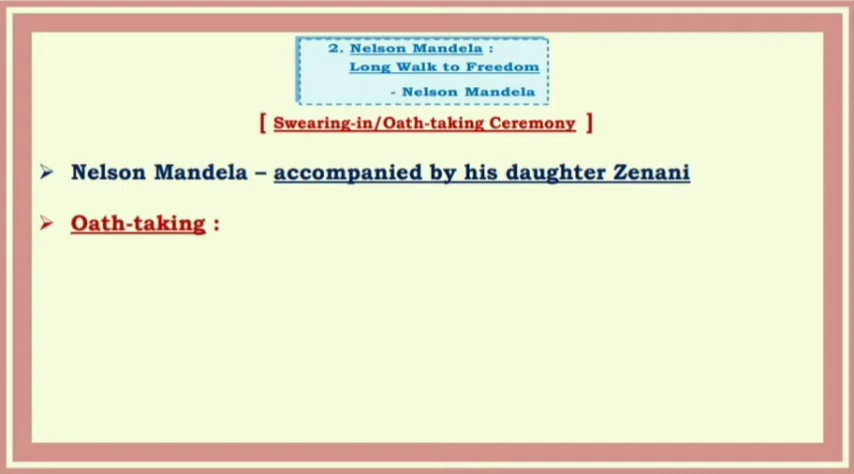 2. Nelson Mandela :
Long Walk to Freedom
- Nelson Mandela
[ Swearing-in/Oath-taking Ceremony ]
➢ Nelson Mandela – accompanied by his daughter Zenani
➢ Oath-taking :